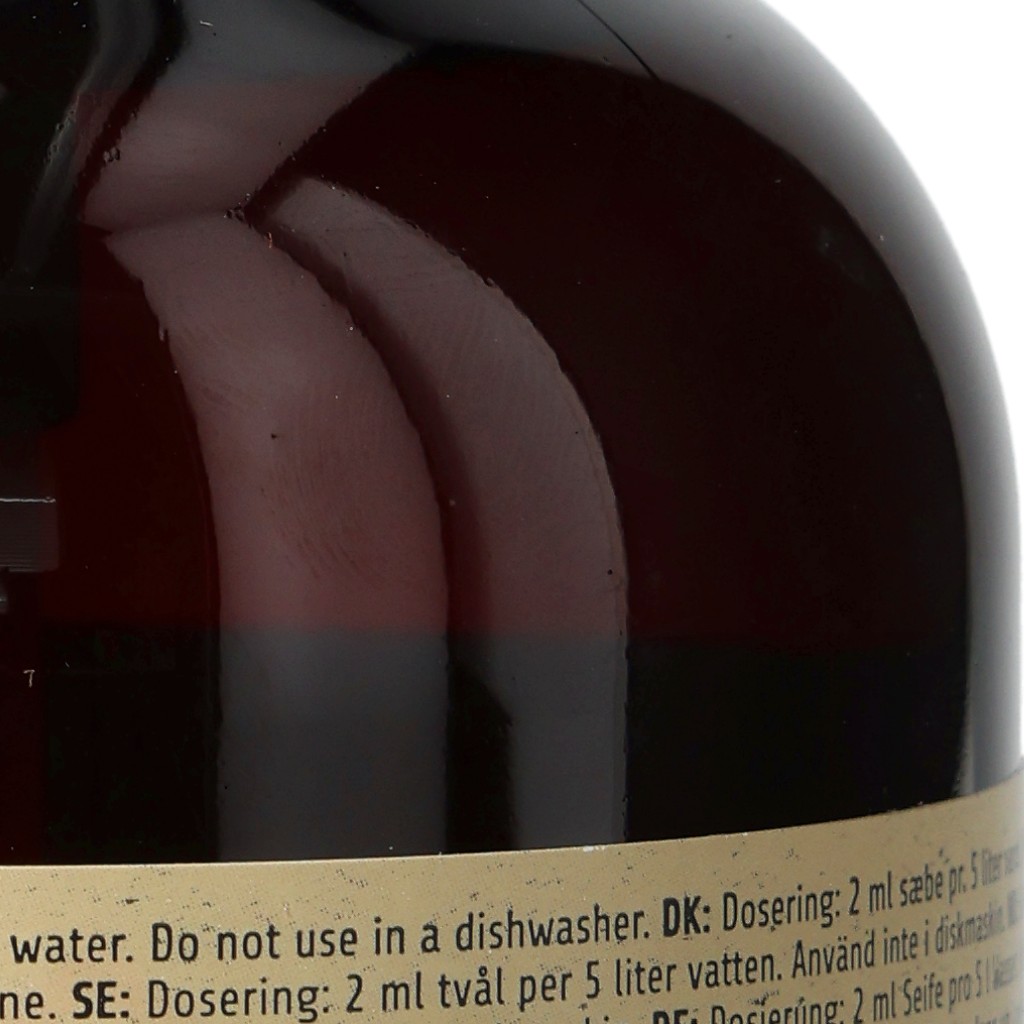 water. Do not use in a dishwasher. DK: Dosering: 2 ml sæbe pr. 5 liter
ne. SE: Dosering: 2 ml tvål per 5 liter vatten. Använd inte i diskmaskin.
DE: Dosierung: 2 ml Seife pro 5 l